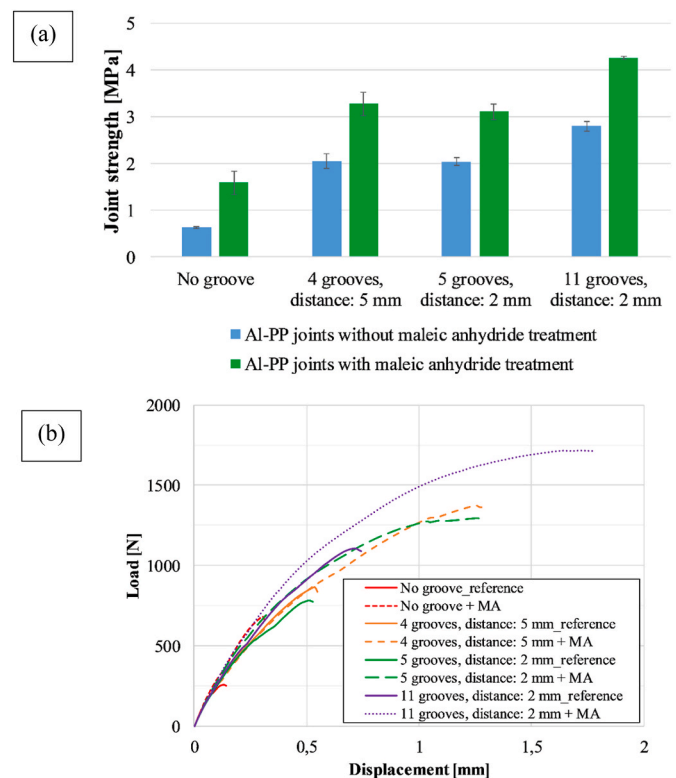 (a)
Joint strength [MPa]
5
4
3
2
1
0
No groove
4 grooves,
distance: 5 mm
5 grooves,
distance: 2 mm
11 grooves,
distance: 2 mm
Al-PP joints without maleic anhydride treatment
Al-PP joints with maleic anhydride treatment
(b)
Load [N]
2000
1500
1000
500
0
No groove_reference
No groove + MA
4 grooves, distance: 5 mm_reference
4 grooves, distance: 5 mm + MA
5 grooves, distance: 2 mm_reference
5 grooves, distance: 2 mm + MA
11 grooves, distance: 2 mm_reference
11 grooves, distance: 2 mm + MA
0 0,5 1 1,5 2
Displacement [mm]